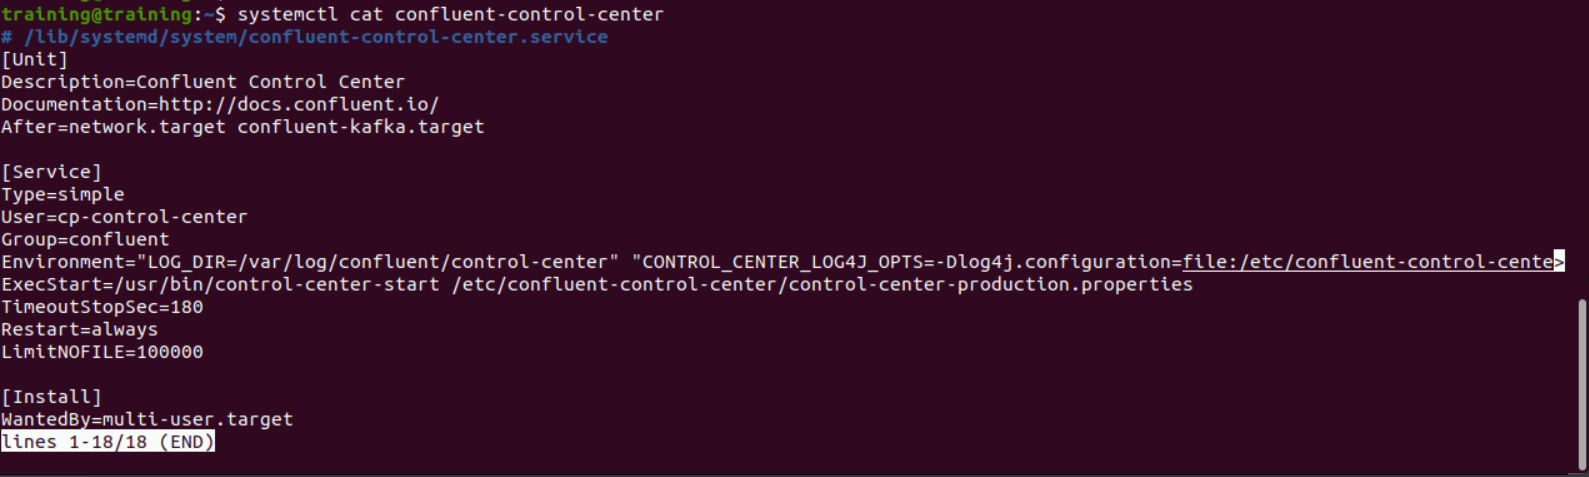 training@training:~$ systemctl cat confluent-control-center
# /lib/systemd/system/confluent-control-center.service
[Unit]
Description=Confluent Control Center
Documentation=http://docs.confluent.io/
After=network.target confluent-kafka.target

[Service]
Type=simple
User=cp-control-center
Group=confluent
Environment="LOG_DIR=/var/log/confluent/control-center" "CONTROL_CENTER_LOG4J_OPTS=-Dlog4j.configuration=file:/etc/confluent-control-cente>
ExecStart=/usr/bin/control-center-start /etc/confluent-control-center/control-center-production.properties
TimeoutStopSec=180
Restart=always
LimitNOFILE=100000

[Install]
WantedBy=multi-user.target
lines 1-18/18 (END)